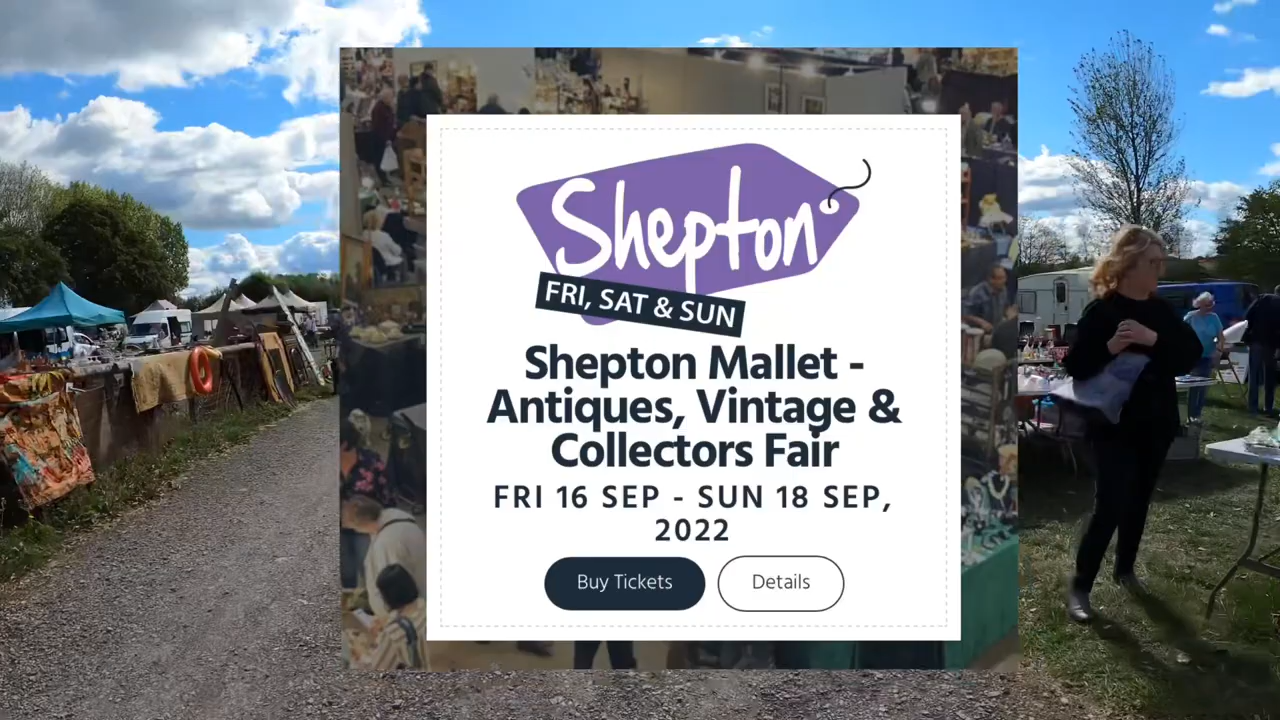 Shepton
FRI, SAT & SUN
Shepton Mallet -
Antiques, Vintage &
Collectors Fair
FRI 16 SEP - SUN 18 SEP,
2022
Buy Tickets
Details